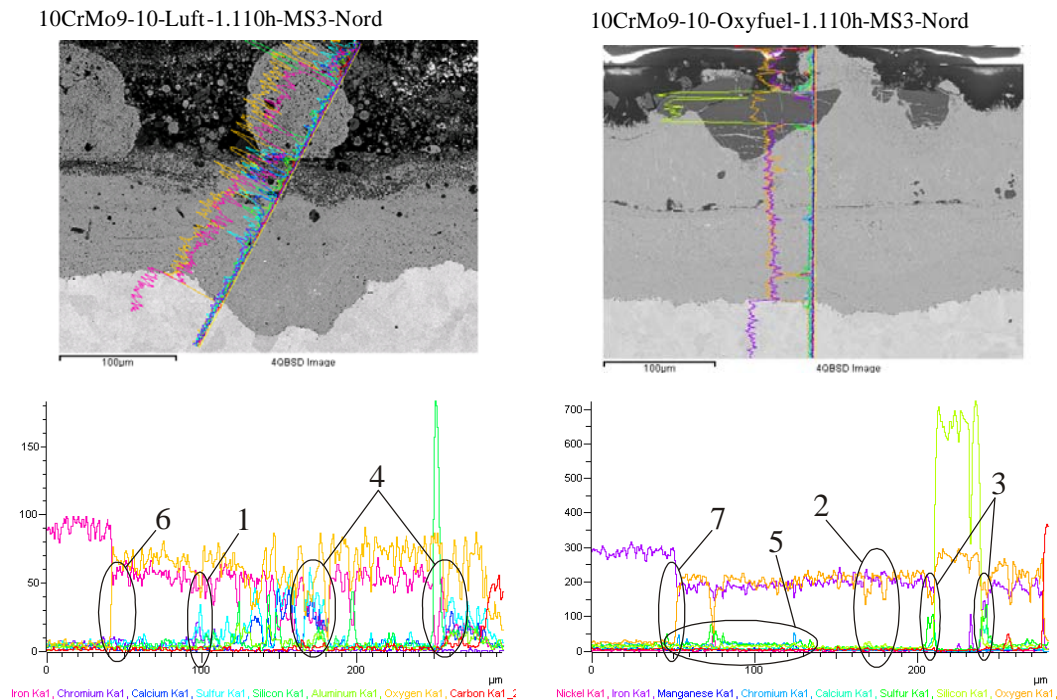 10CrMo9-10-Luft-1.110h-MS3-Nord
10CrMo9-10-Oxyfuel-1.110h-MS3-Nord
100µm
4QBSD Image
100µm
4QBSD Image
150
100
50
0
0
100
200
µm
6
1
4
Iron Ka1, Chromium Ka1, Calcium Ka1, Sulfur Ka1, Silicon Ka1, Aluminum Ka1, Oxygen Ka1, Carbon Ka1_2
700
600
500
400
300
200
100
0
0
100
200
µm
7
5
2
3
Nickel Ka1, Iron Ka1, Manganese Ka1, Chromium Ka1, Calcium Ka1, Sulfur Ka1, Silicon Ka1, Oxygen Ka1,